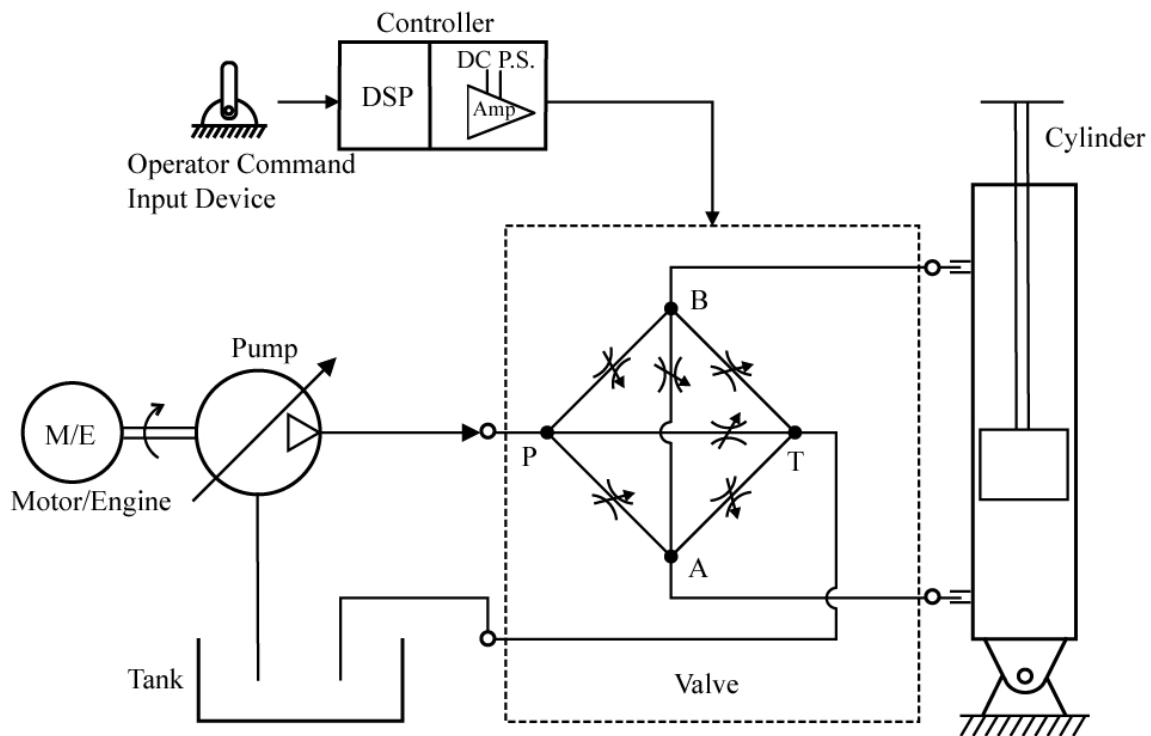 Controller
DC P.S.
DSP
Amp
Operator Command
Input Device
Cylinder
B
Pump
M/E
P
T
Motor/Engine
A
Tank
Valve